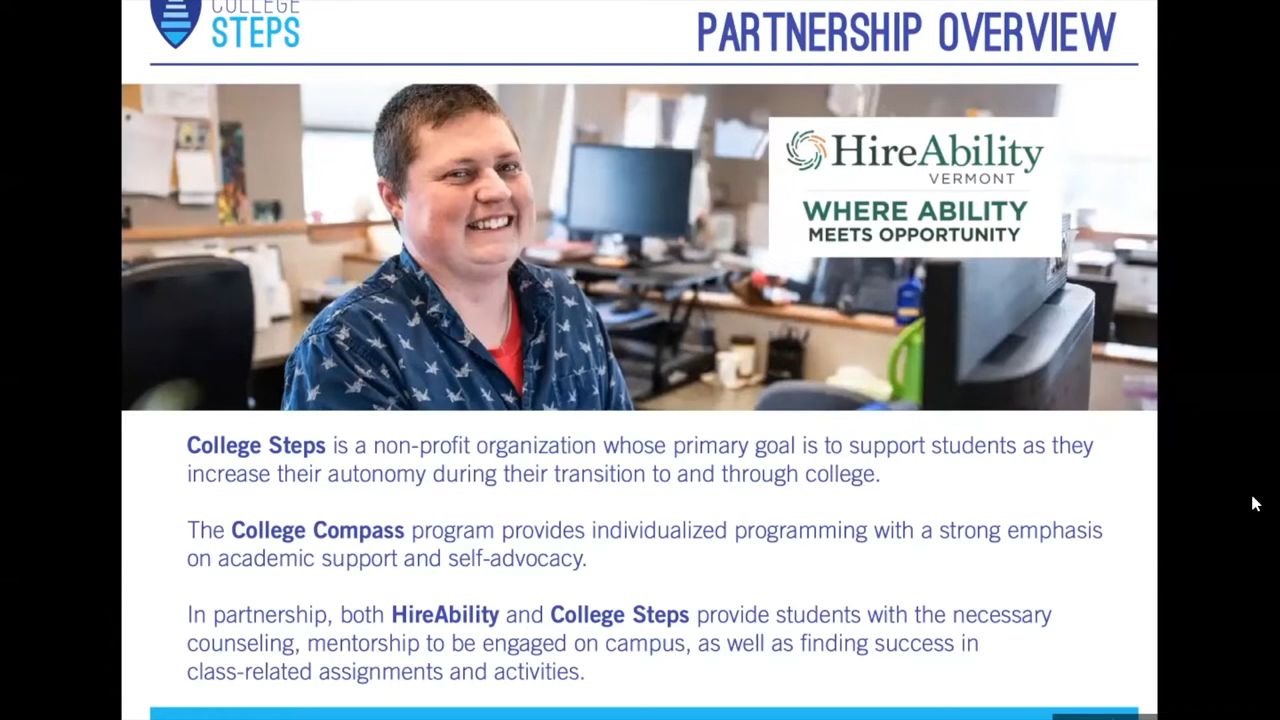 COLLEGE
STEPS
PARTNERSHIP OVERVIEW
HireAbility
VERMONT
WHERE ABILITY
MEETS OPPORTUNITY
College Steps is a non-profit organization whose primary goal is to support students as they
increase their autonomy during their transition to and through college.
The College Compass program provides individualized programming with a strong emphasis
on academic support and self-advocacy.
In partnership, both HireAbility and College Steps provide students with the necessary
counseling, mentorship to be engaged on campus, as well as finding success in
class-related assignments and activities.